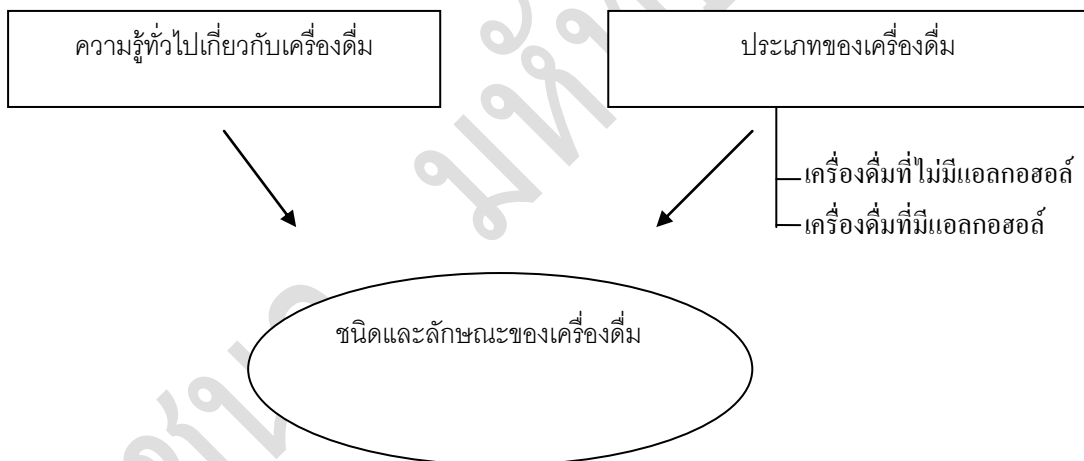 ความรู้ทั่วไปเกี่ยวกับเครื่องดื่ม
ประเภทของเครื่องดื่ม
เครื่องดื่มที่ไม่มีแอลกอฮอล์
เครื่องดื่มที่มีแอลกอฮอล์
ชนิดและลักษณะของเครื่องดื่ม